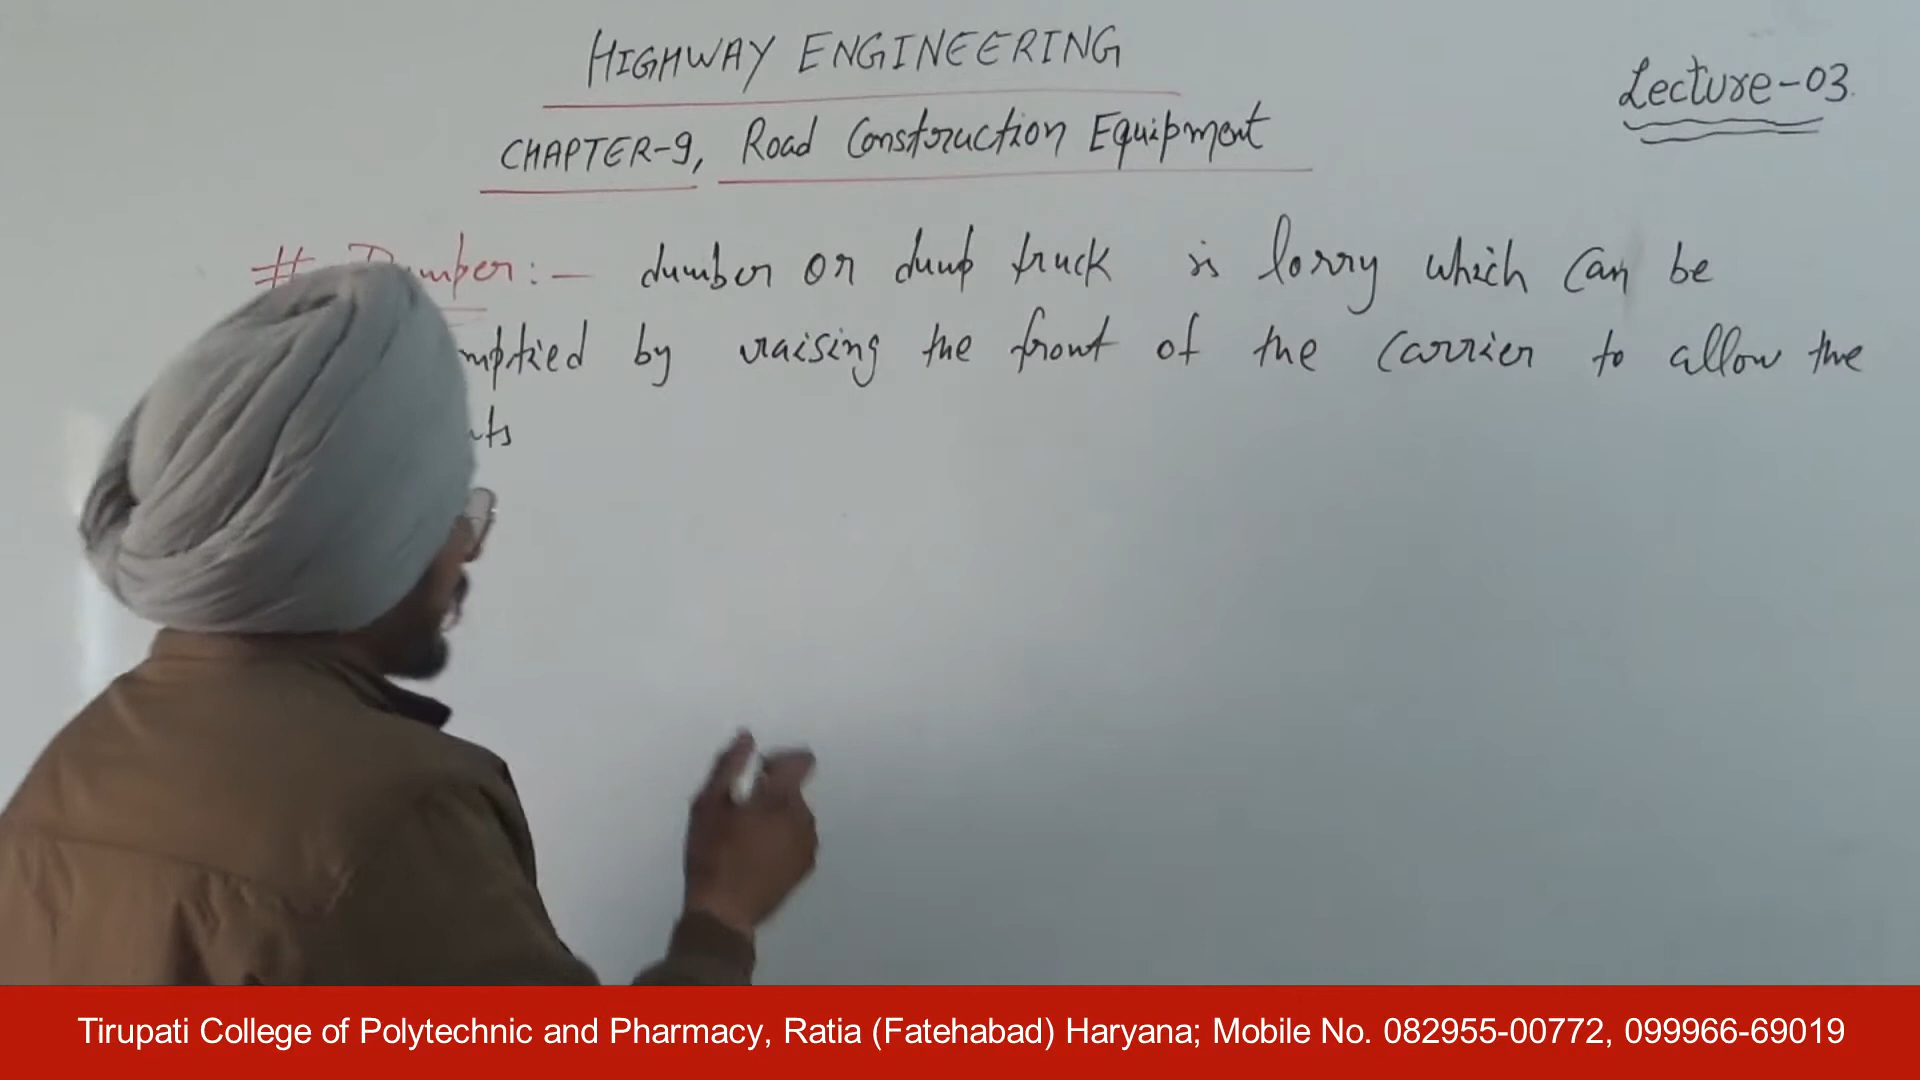 HIGHWAY ENGINEERING
Lecture-03.
CHAPTER-9, Road Construction Equipment
# :- dumber or dump truck is lorry which can be
by raising the front of the carrier to allow the
Tirupati College of Polytechnic and Pharmacy, Ratia (Fatehabad) Haryana; Mobile No. 082955-00772, 099966-69019